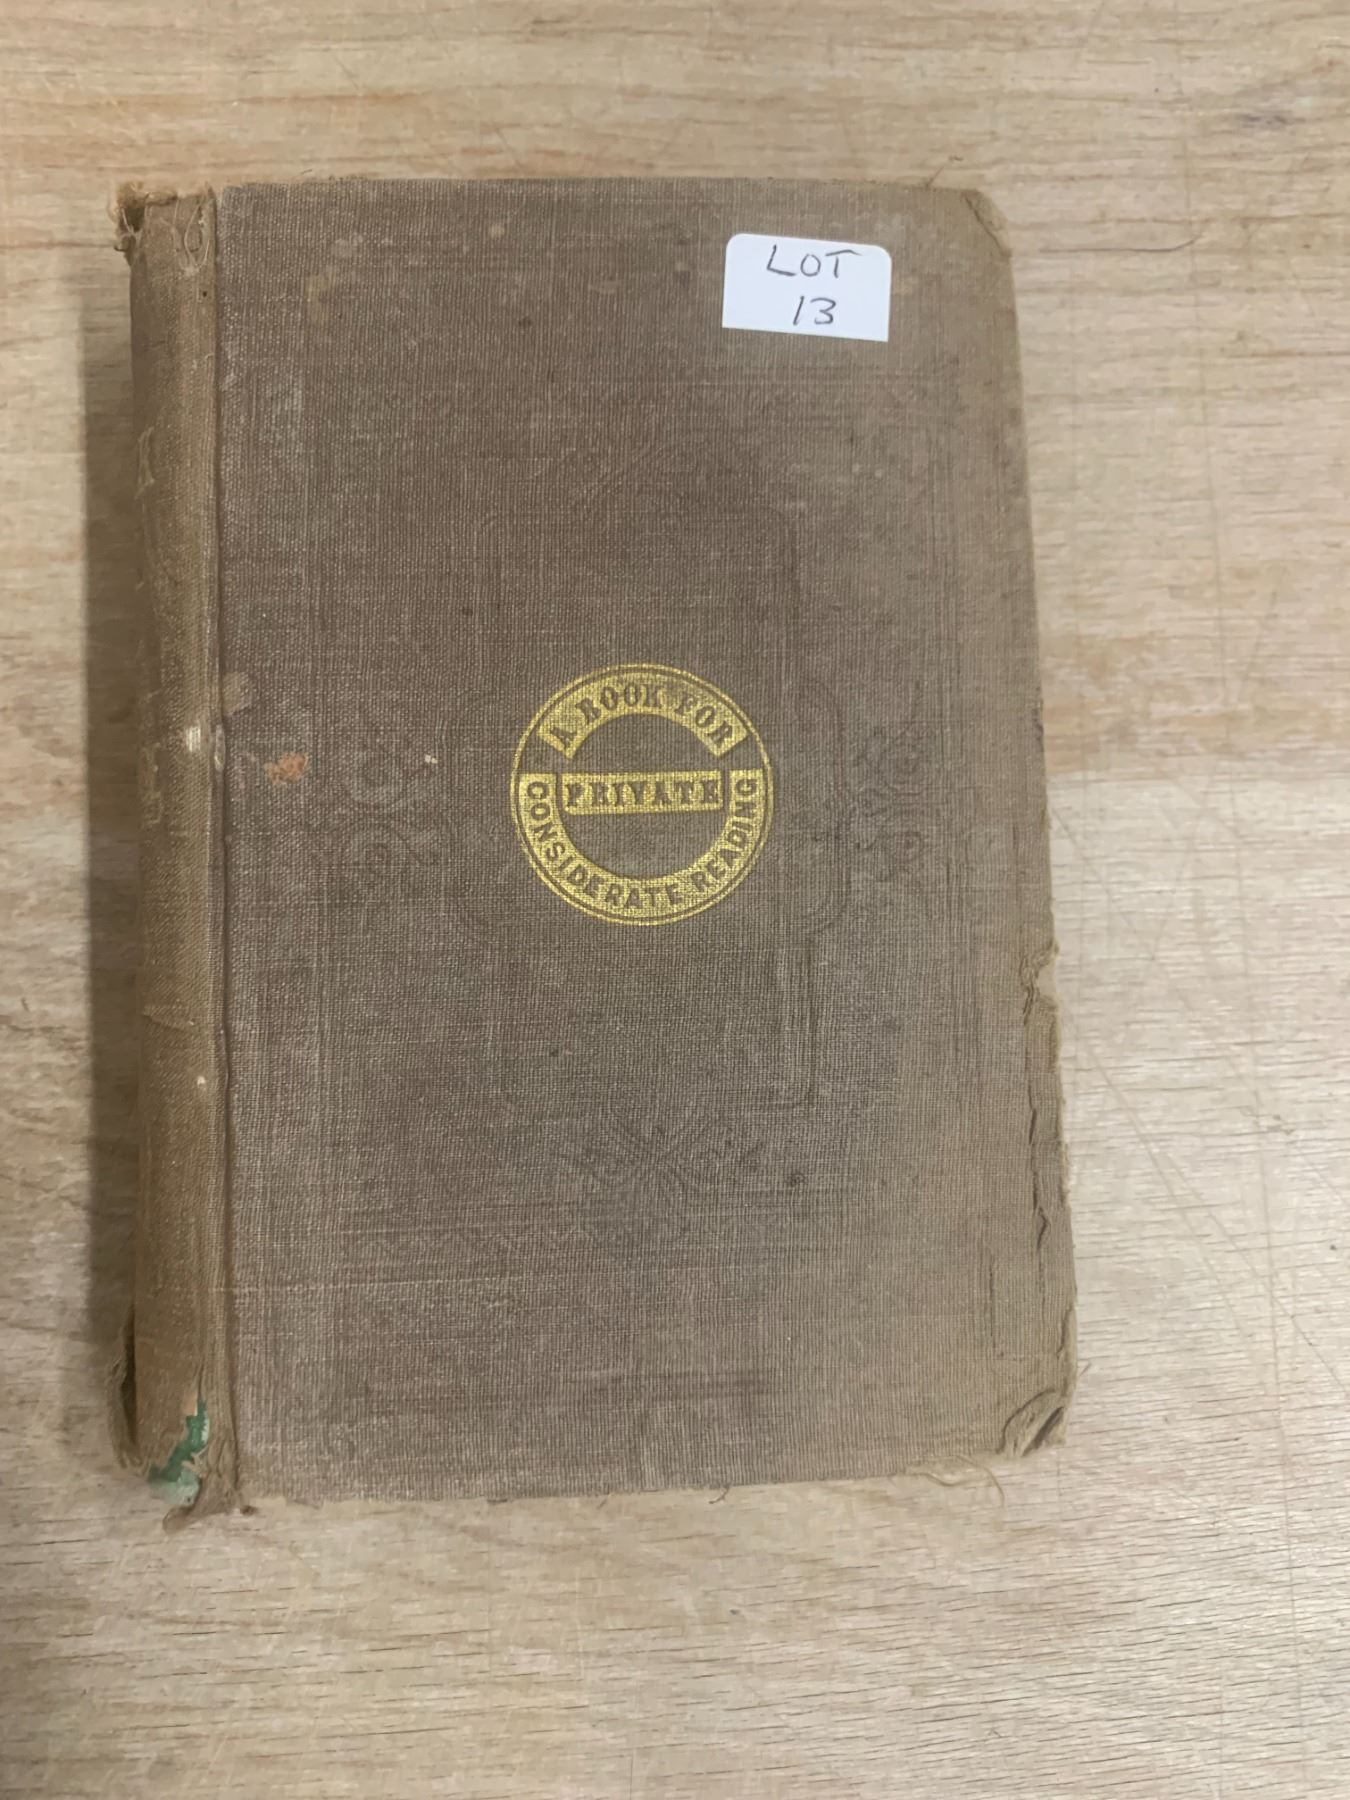 LOT
13
A BOOK FOR
PRIVATE
CONSIDERATE READING